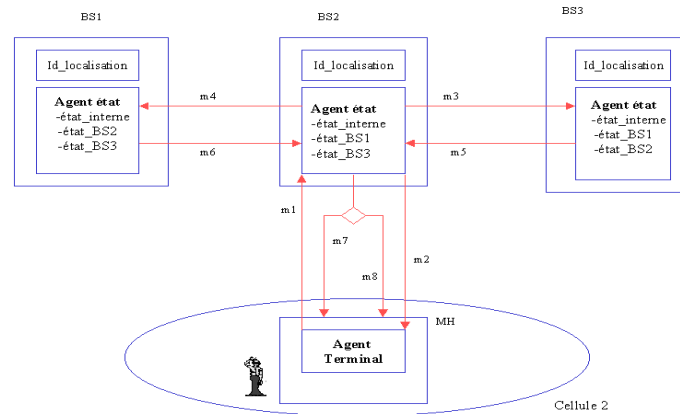 BS1
BS2
BS3
Id_localisation
Id_localisation
Id_localisation
Agent état
-état_interne
-état_BS2
-état_BS3
m4
m6
Agent état
-état_interne
-état_BS1
-état_BS3
m3
m5
Agent état
-état_interne
-état_BS1
-état_BS2
m1
m7
m8
m2
MH
Agent
Terminal
Cellule 2